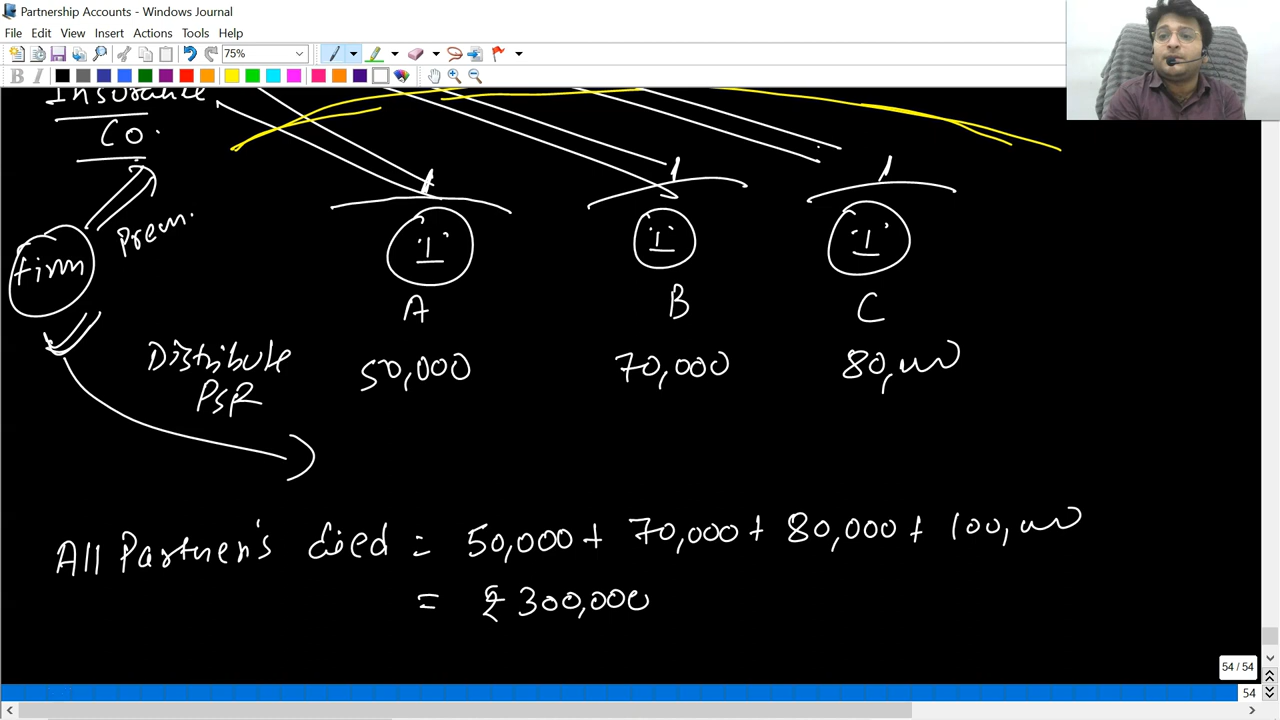 Partnership Accounts - Windows Journal
File Edit View Insert Actions Tools Help
75%
B I
Insurance
Co.
Prem.
firm
A B C
Distribute 50,000 70,000 80,000
PSR
All Partner's died = 50,000 + 70,000 + 80,000 + 100,000
= ₹ 300,000
54 / 54
54